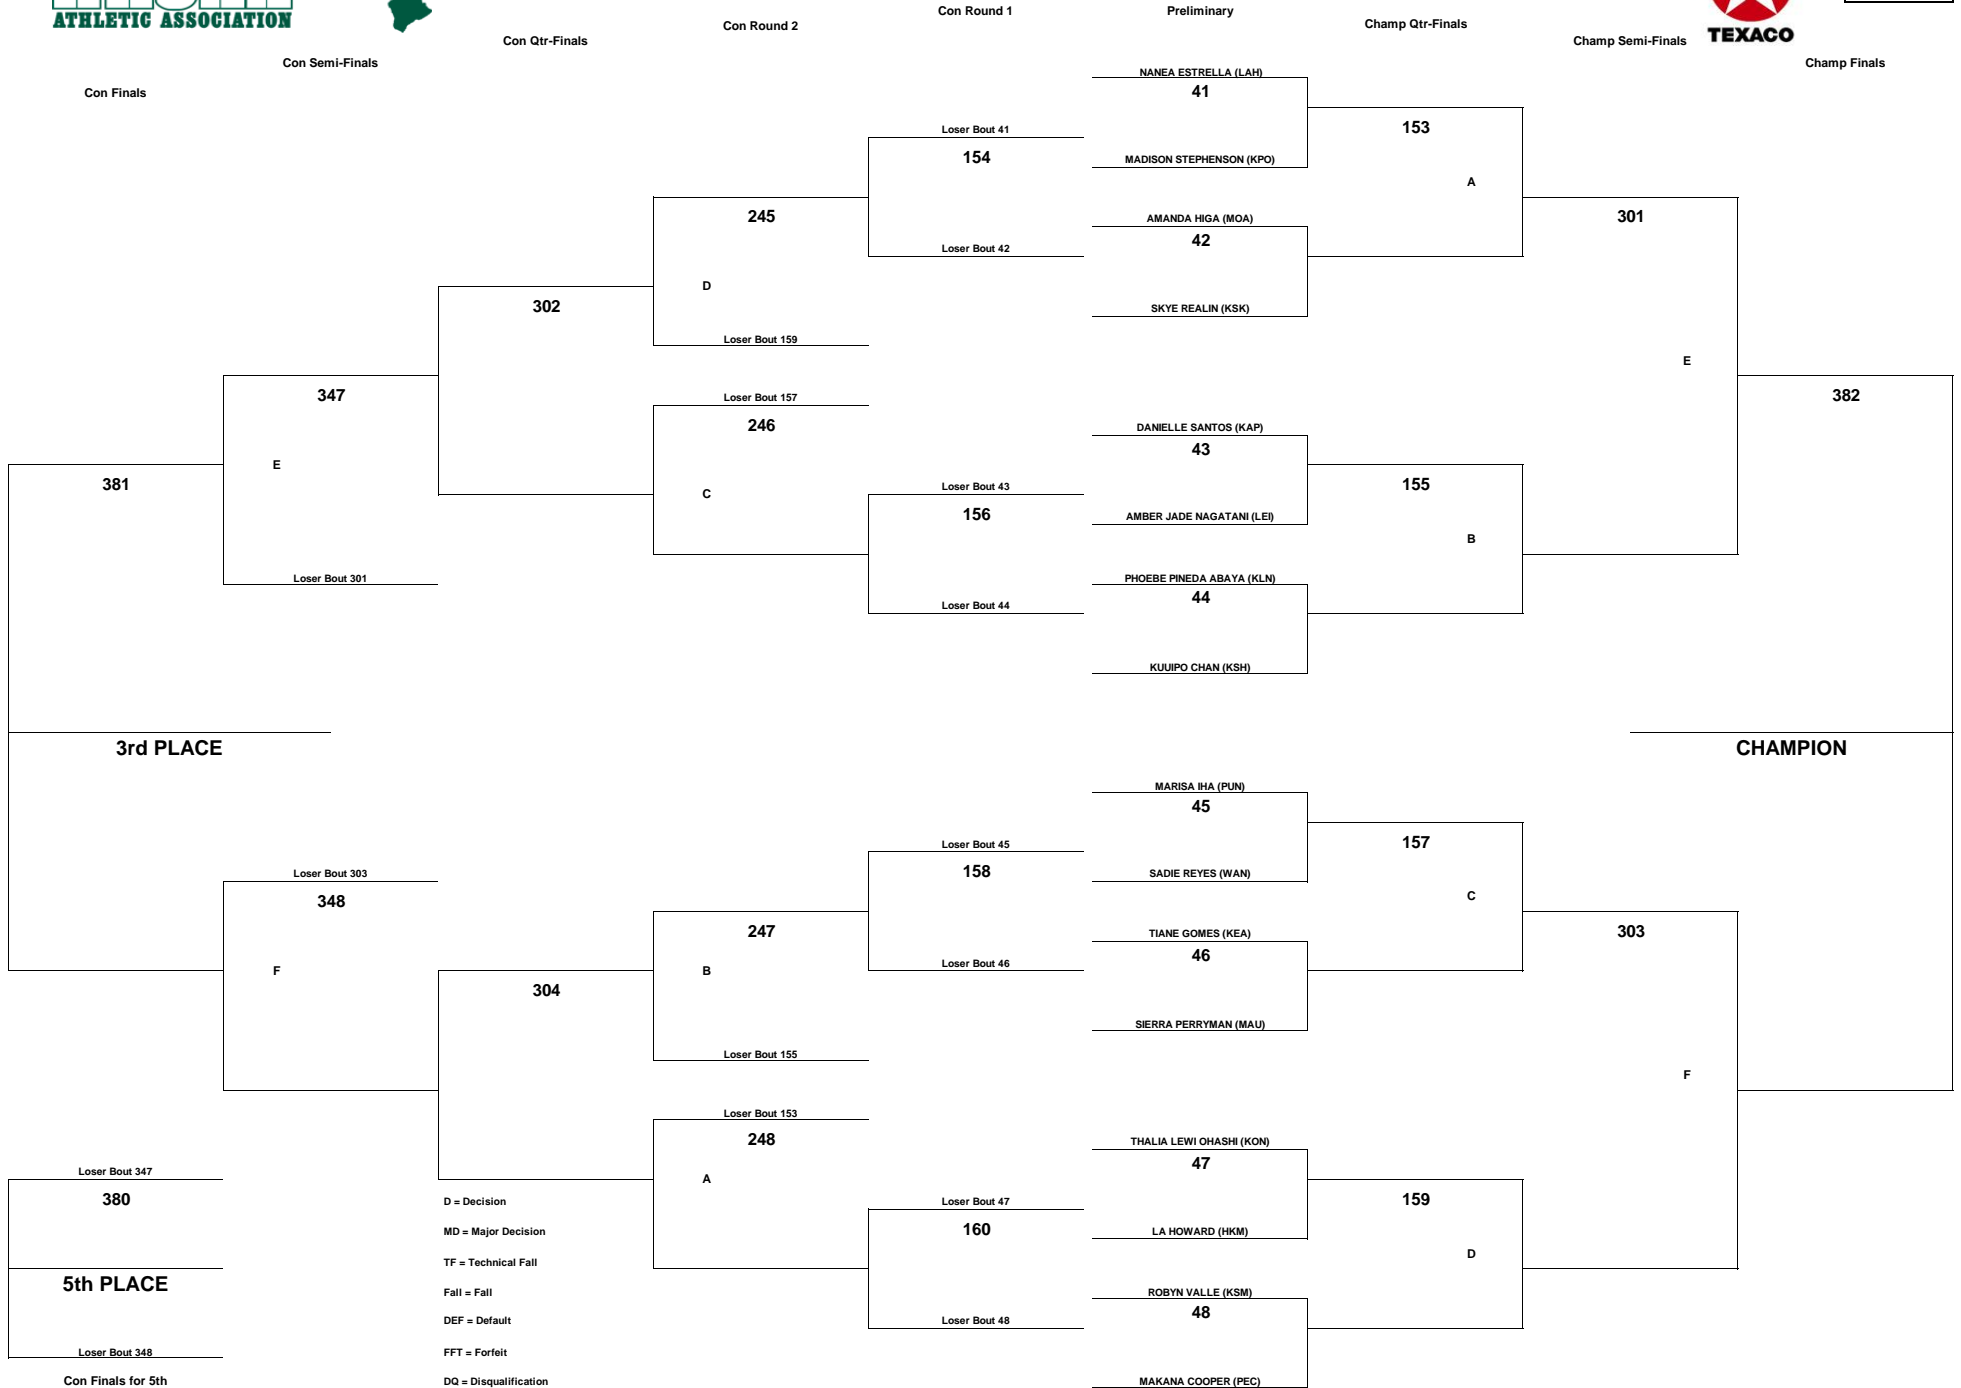 ATHLETIC ASSOCIATION
TEXACO
Con Finals
Con Semi-Finals
Con Qtr-Finals
Con Round 2
Con Round 1
Preliminary
Champ Qtr-Finals
Champ Semi-Finals
Champ Finals
NANEA ESTRELLA (LAH)
41
MADISON STEPHENSON (KPO)
AMANDA HIGA (MOA)
42
SKYE REALIN (KSK)
DANIELLE SANTOS (KAP)
43
AMBER JADE NAGATANI (LEI)
PHOEBE PINEDA ABAYA (KLN)
44
KUUIPO CHAN (KSH)
MARISA IHA (PUN)
45
SADIE REYES (WAN)
TIANE GOMES (KEA)
46
SIERRA PERRYMAN (MAU)
THALIA LEWI OHASHI (KON)
47
LA HOWARD (HKM)
ROBYN VALLE (KSM)
48
MAKANA COOPER (PEC)
153
A
155
B
157
C
159
D
301
E
303
F
382
CHAMPION
Loser Bout 41
154
Loser Bout 42
Loser Bout 43
156
Loser Bout 44
Loser Bout 45
158
Loser Bout 46
Loser Bout 47
160
Loser Bout 48
245
D
Loser Bout 159
Loser Bout 157
246
C
247
B
Loser Bout 155
Loser Bout 153
248
A
302
304
347
E
Loser Bout 301
Loser Bout 303
348
F
381
3rd PLACE
Loser Bout 347
380
5th PLACE
Loser Bout 348
Con Finals for 5th
D = Decision
MD = Major Decision
TF = Technical Fall
Fall = Fall
DEF = Default
FFT = Forfeit
DQ = Disqualification